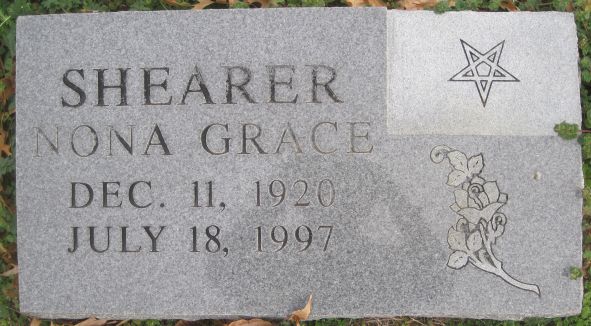 SHEARER
NONA GRACE
DEC. 11, 1920
JULY 18, 1997